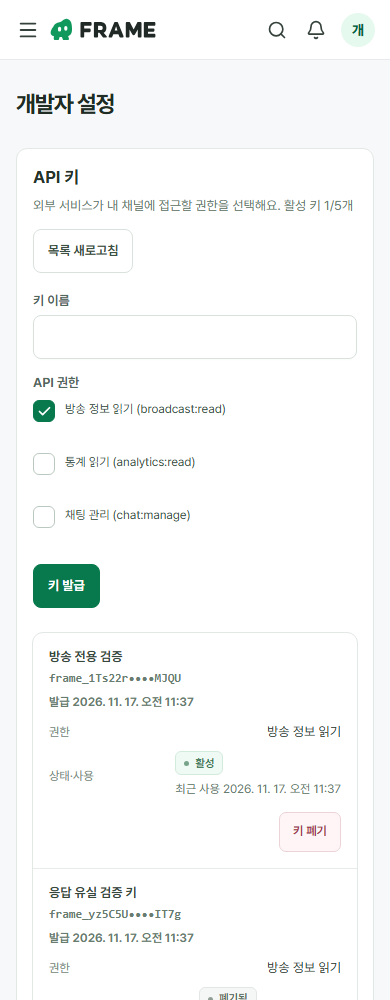 FRAME
개
개발자 설정
API 키
외부 서비스가 내 채널에 접근할 권한을 선택해요. 활성 키 1/5개
목록 새로고침
키 이름
API 권한
방송 정보 읽기 (broadcast:read)
통계 읽기 (analytics:read)
채팅 관리 (chat:manage)
키 발급
방송 전용 검증
frame_1Ts22r••••MJQU
발급 2026. 11. 17. 오전 11:37
권한 방송 정보 읽기
활성
상태·사용
최근 사용 2026. 11. 17. 오전 11:37
키 폐기
응답 유실 검증 키
frame_yz5C5U••••IT7g
발급 2026. 11. 17. 오전 11:37
권한 방송 정보 읽기
폐기됨